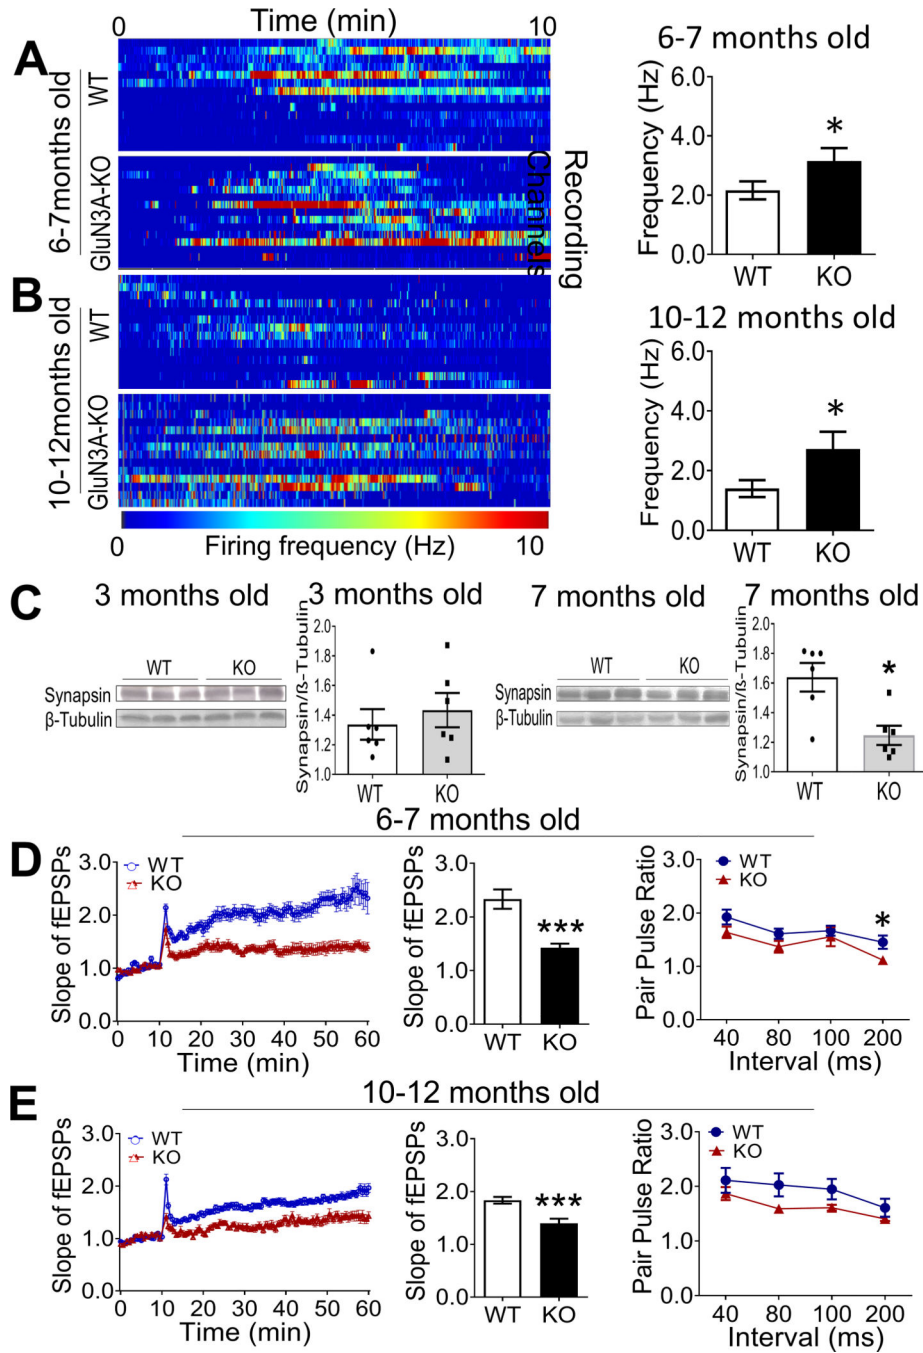 Time (min)
0 10
A
6-7months old
WT
GluN3A-KO
Recording
Channels
6-7 months old
Frequency (Hz)
6.0
4.0
2.0
0.0
*
WT KO
B
10-12months old
WT
GluN3A-KO
0 Firing frequency (Hz) 10
10-12 months old
Frequency (Hz)
6.0
4.0
2.0
0.0
*
WT KO
C
3 months old
WT KO
Synapsin
β-Tubulin
3 months old
Synapsin/ß-Tubulin
2.0
1.8
1.6
1.4
1.2
1.0
WT KO
7 months old
WT KO
Synapsin
β-Tubulin
7 months old
Synapsin/ß-Tubulin
2.0
1.8
1.6
1.4
1.2
1.0
*
WT KO
6-7 months old
D
Slope of fEPSPs
3.0
2.0
1.0
0.0
WT
KO
0 10 20 30 40 50 60
Time (min)
Slope of fEPSPs
3.0
2.0
1.0
0.0
***
WT KO
Pair Pulse Ratio
3.0
2.0
1.0
0.0
WT
KO
*
40 80 100 200
Interval (ms)
10-12 months old
E
Slope of fEPSPs
3.0
2.0
1.0
0.0
WT
KO
0 10 20 30 40 50 60
Time (min)
Slope of fEPSPs
3.0
2.0
1.0
0.0
***
WT KO
Pair Pulse Ratio
3.0
2.0
1.0
0.0
WT
KO
40 80 100 200
Interval (ms)